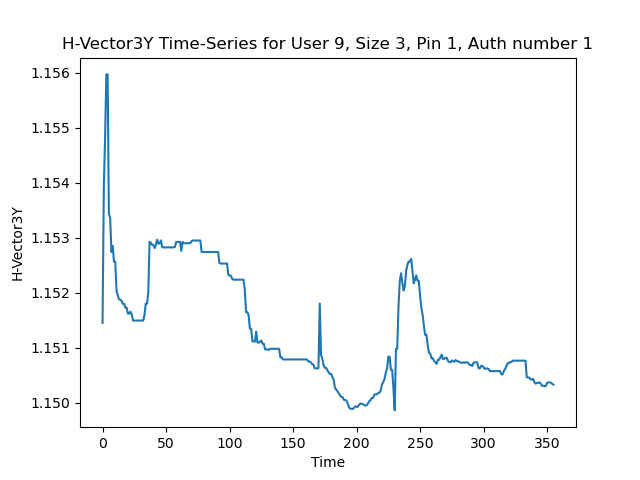 H-Vector3Y Time-Series for User 9, Size 3, Pin 1, Auth number 1
1.156
1.155
1.154
1.153
1.152
1.151
1.150
H-Vector3Y
0 50 100 150 200 250 300 350
Time